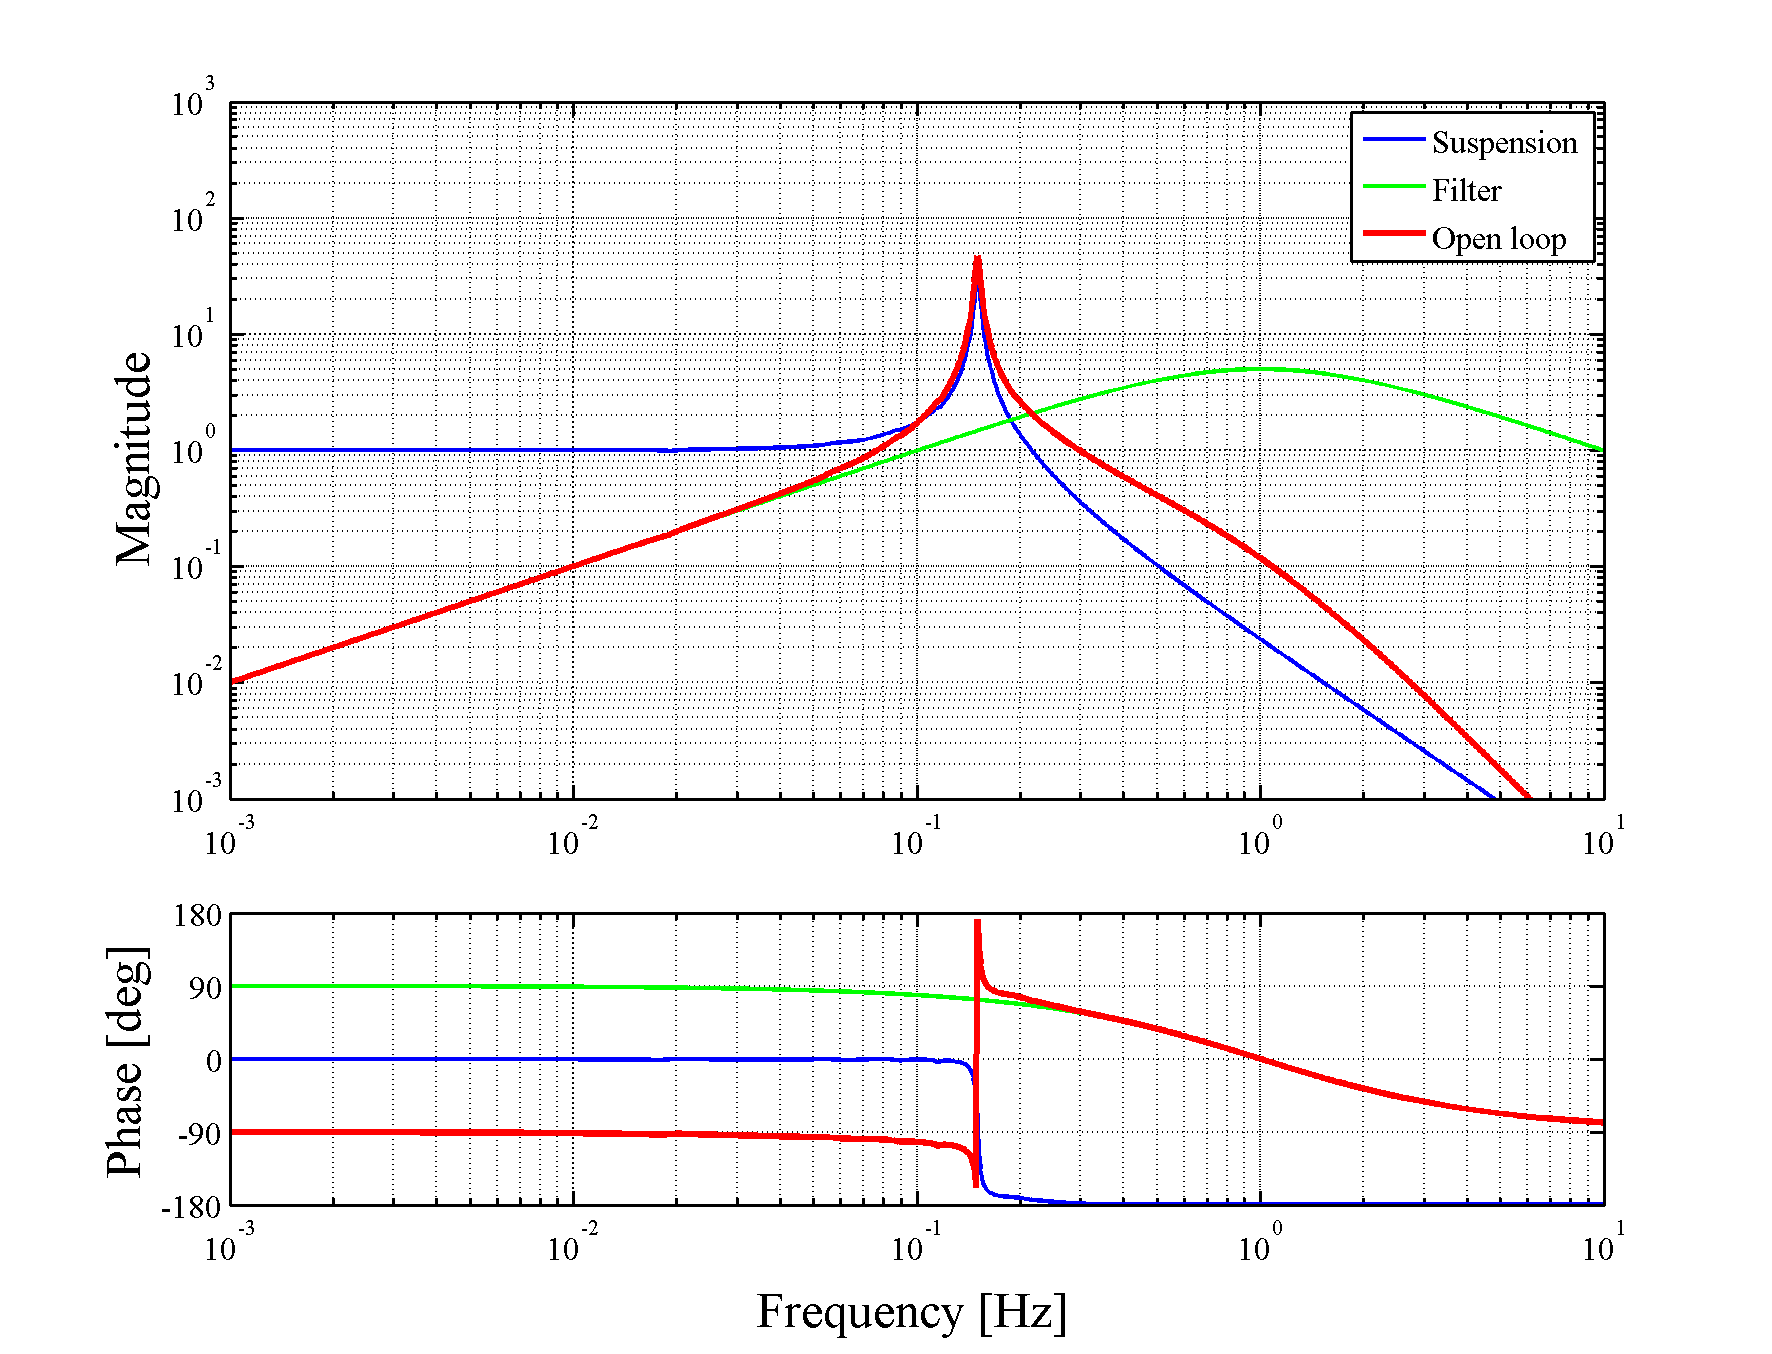 10^3
10^2
10^1
10^0
10^-1
10^-2
10^-3
Magnitude
Suspension
Filter
Open loop
10^-3 10^-2 10^-1 10^0 10^1
180
90
0
-90
-180
Phase [deg]
10^-3 10^-2 10^-1 10^0 10^1
Frequency [Hz]